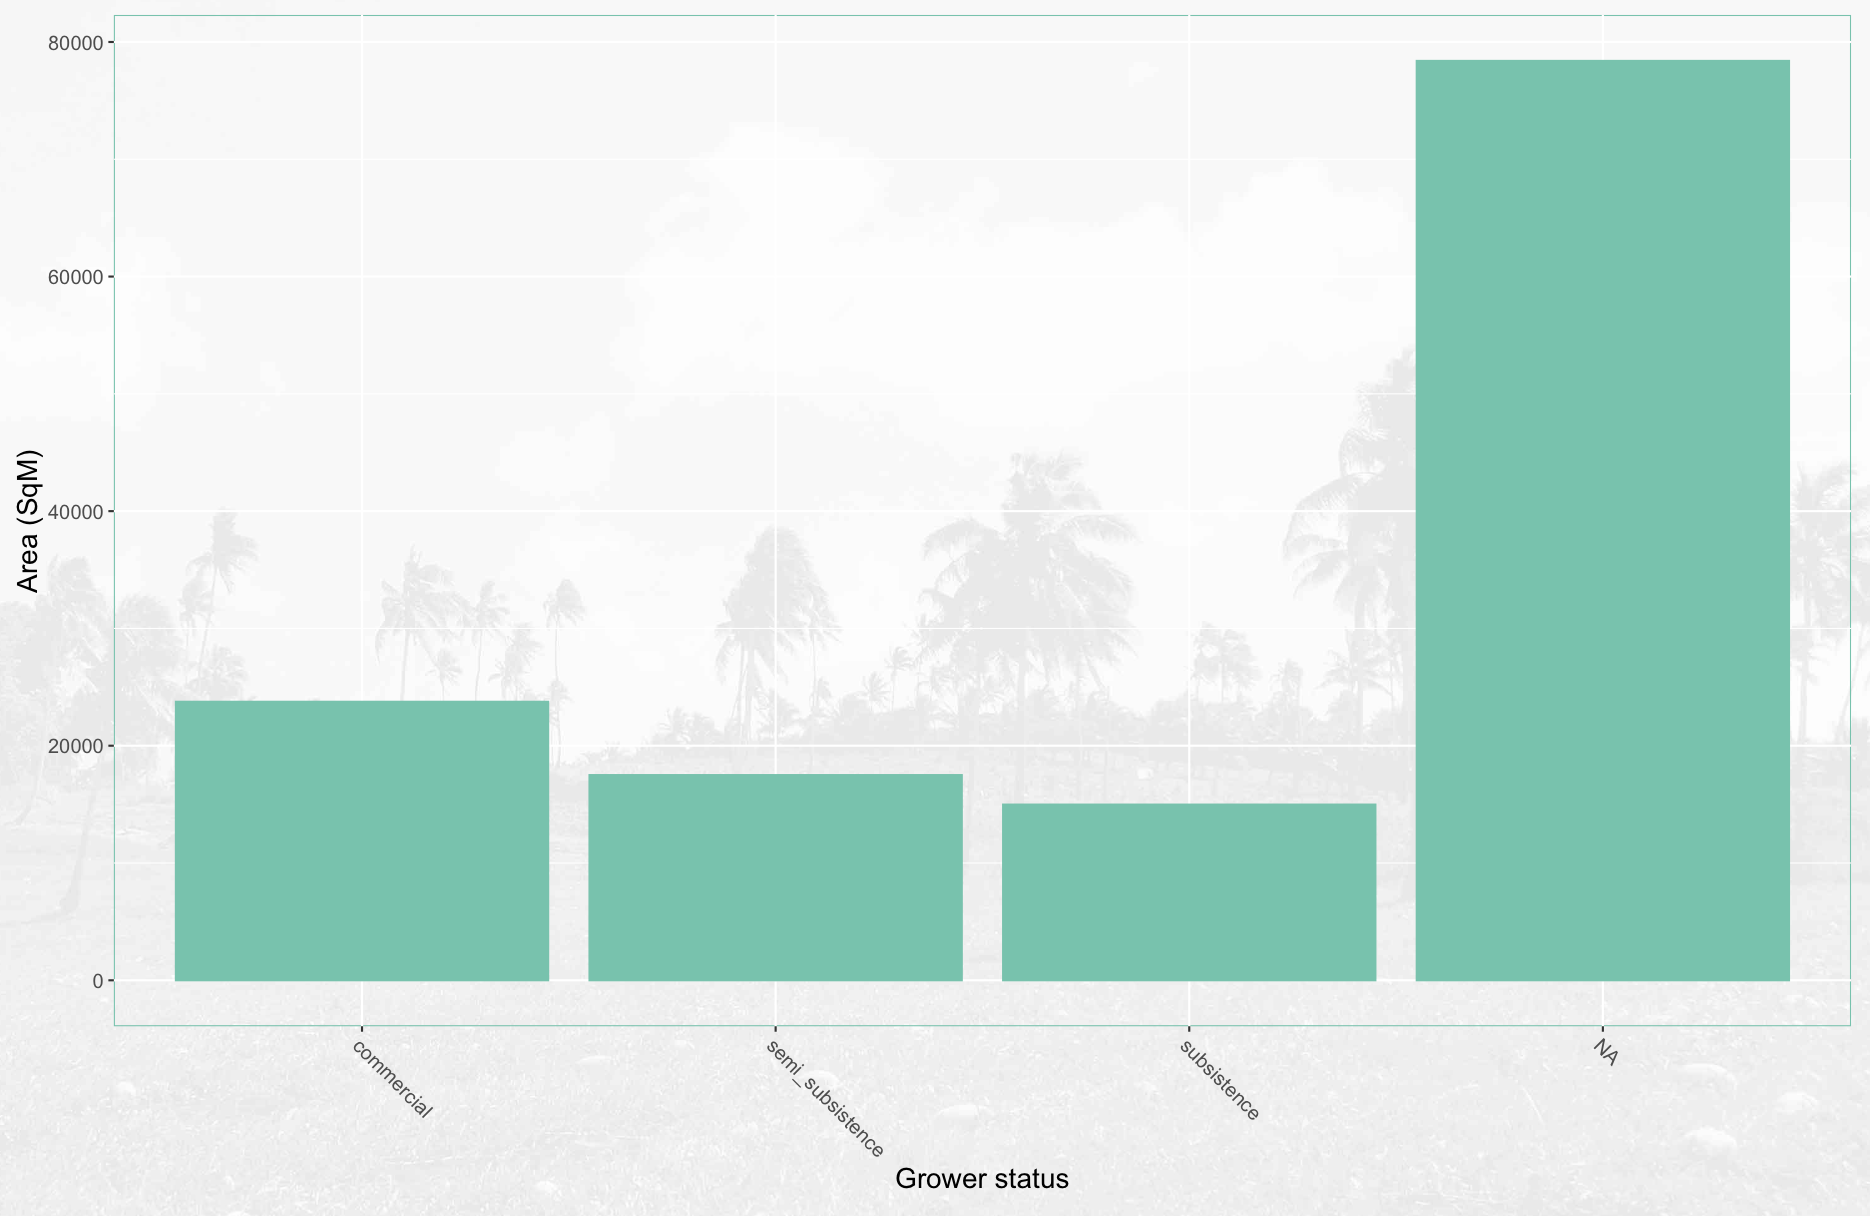 80000
60000
40000
20000
0
Area (SqM)
commercial
semi_subsistence
subsistence
NA
Grower status